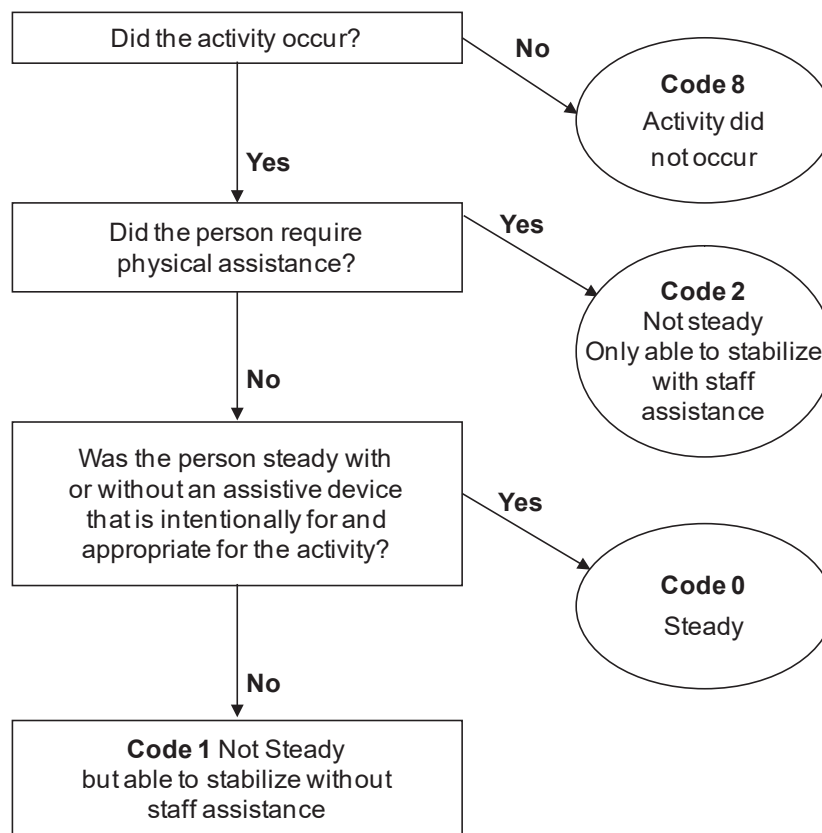 Did the activity occur?
No
Code 8
Activity did
not occur
Yes
Did the person require
physical assistance?
Yes
Code 2
Not steady
Only able to stabilize
with staff
assistance
No
Was the person steady with
or without an assistive device
that is intentionally for and
appropriate for the activity?
Yes
Code 0
Steady
No
Code 1 Not Steady
but able to stabilize without
staff assistance